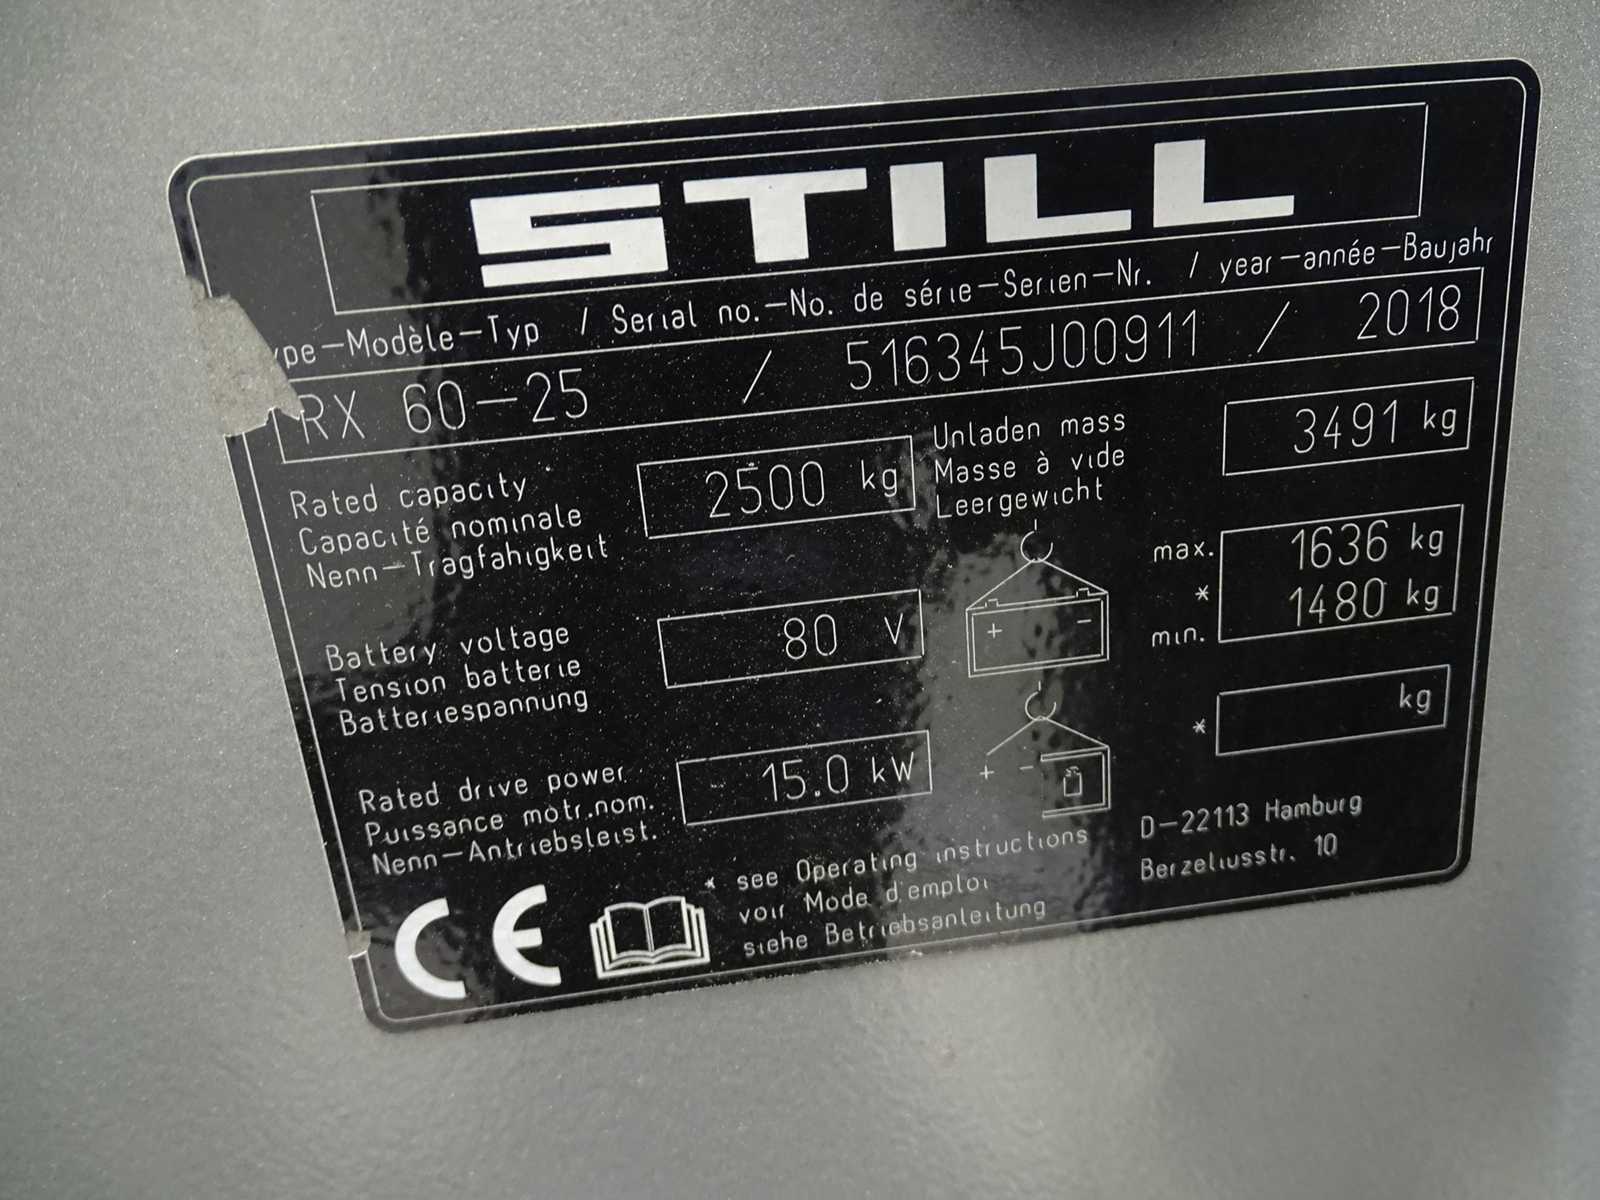 STILL
ype-Modèle-Typ / Serial no.-No. de série-Serien-Nr. / year-année-Baujahr
RX 60-25 / 516345J00911 / 2018
Rated capacity
Capacité nominale
Nenn-Tragfahigkeit
2500 kg
Unladen mass
Masse à vide
Leergewicht
3491 kg
Battery voltage
Tension batterie
Batteriespannung
80 V
+ -
max. 1636 kg
*
min. 1480 kg
Rated drive power
Puissance motr.nom.
Nenn-Antriebsleist.
15.0 kW
+ -
* kg
CE
* see Operating instructions
voir Mode d'emploi
siehe Betriebsanleitung
D-22113 Hamburg
Berzeliusstr. 10